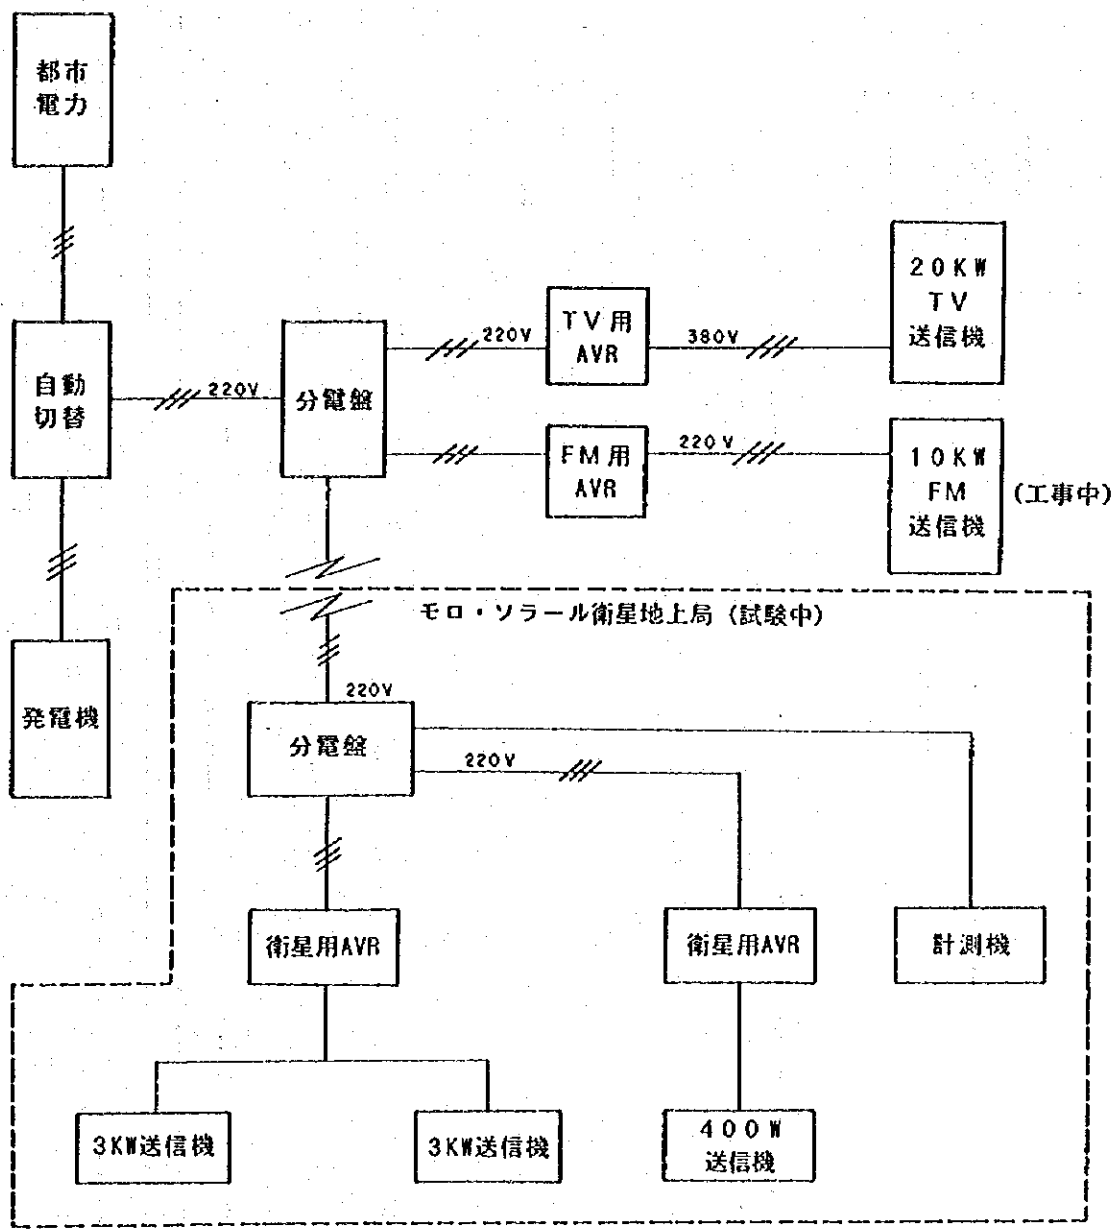 都市
電力
20KW
TV
送信機
TV用
AVR
220V
380V
自動
切替
220V
分電盤
FM用
AVR
220V
10KW
FM
送信機
(工事中)
モロ・ソラール衛星地上局(試験中)
発電機
220V
分電盤
220V
衛星用AVR
衛星用AVR
計測機
3KW送信機
3KW送信機
400W
送信機